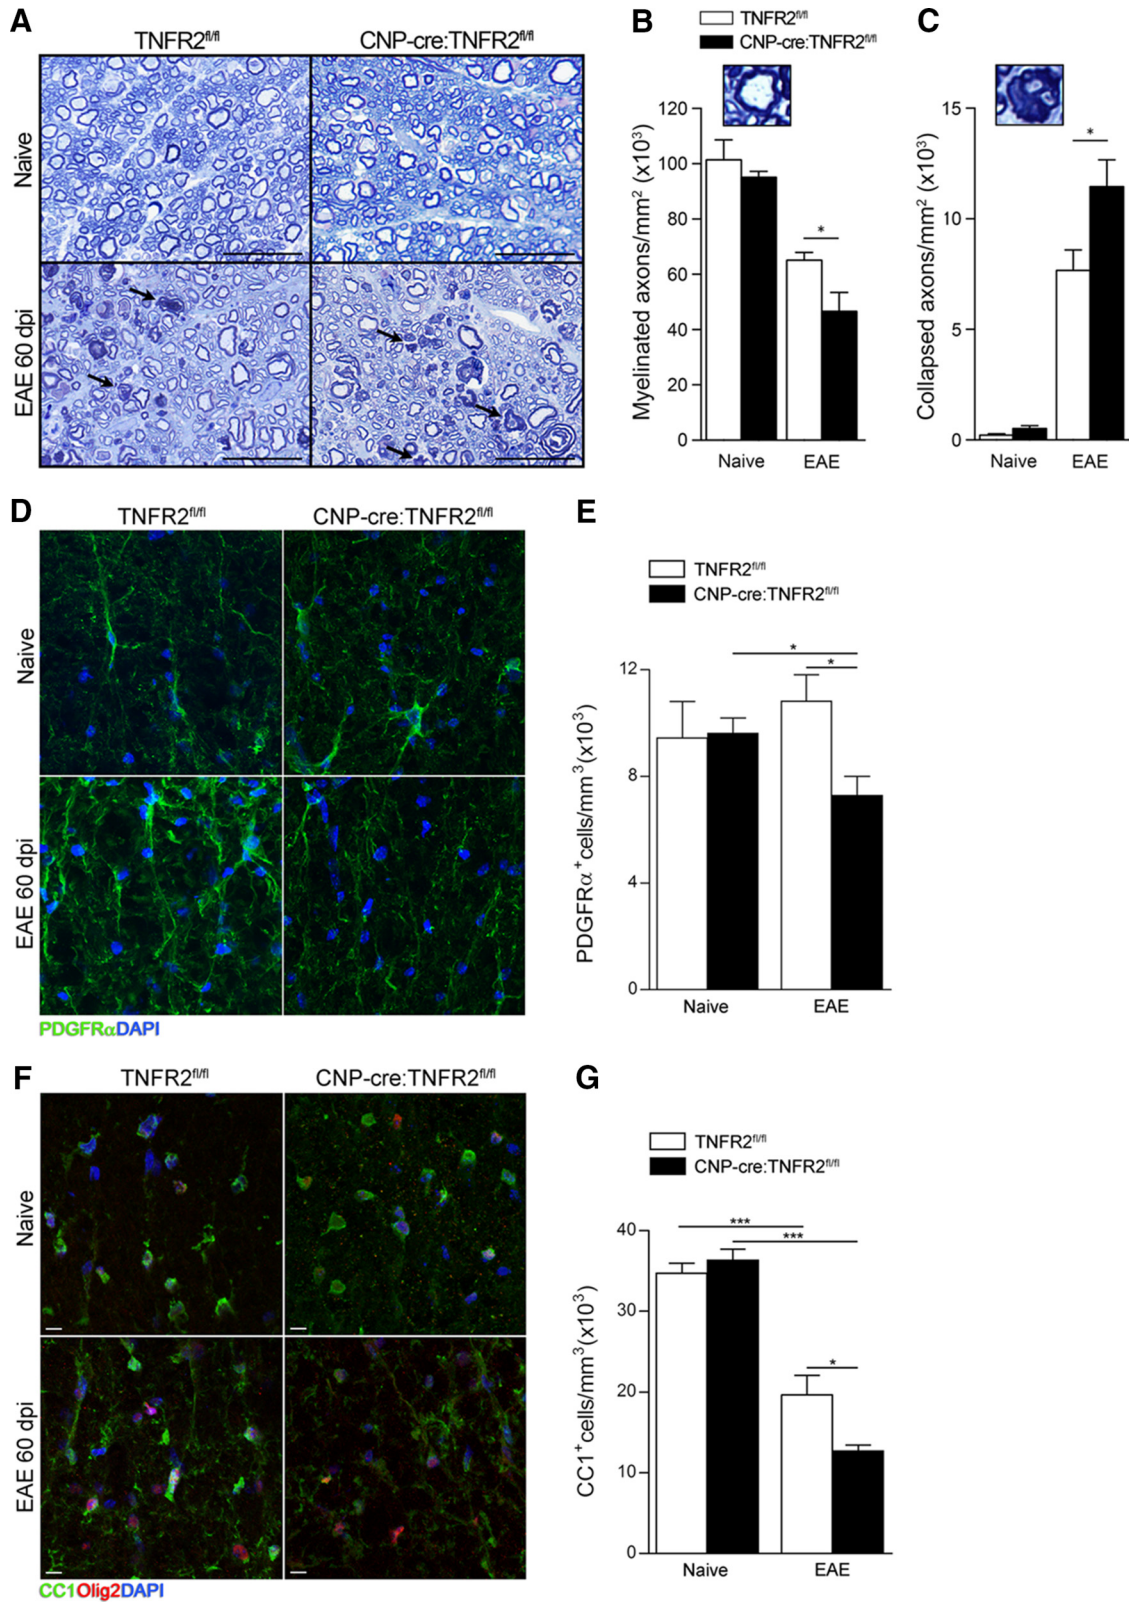 A
TNFR2fl/fl
CNP-cre:TNFR2fl/fl
Naive
EAE 60 dpi
B
TNFR2fl/fl
CNP-cre:TNFR2fl/fl
Myelinated axons/mm2 (x103)
120
100
80
60
40
20
0
*
Naive
EAE
C
Collapsed axons/mm2 (x103)
15
10
5
0
*
Naive
EAE
D
TNFR2fl/fl
CNP-cre:TNFR2fl/fl
Naive
EAE 60 dpi
PDGFRαDAPI
E
TNFR2fl/fl
CNP-cre:TNFR2fl/fl
PDGFRα+cells/mm3(x103)
12
8
4
0
*
*
Naive
EAE
F
TNFR2fl/fl
CNP-cre:TNFR2fl/fl
Naive
EAE 60 dpi
CC1Olig2DAPI
G
TNFR2fl/fl
CNP-cre:TNFR2fl/fl
CC1+cells/mm3(x103)
40
30
20
10
0
***
***
*
Naive
EAE